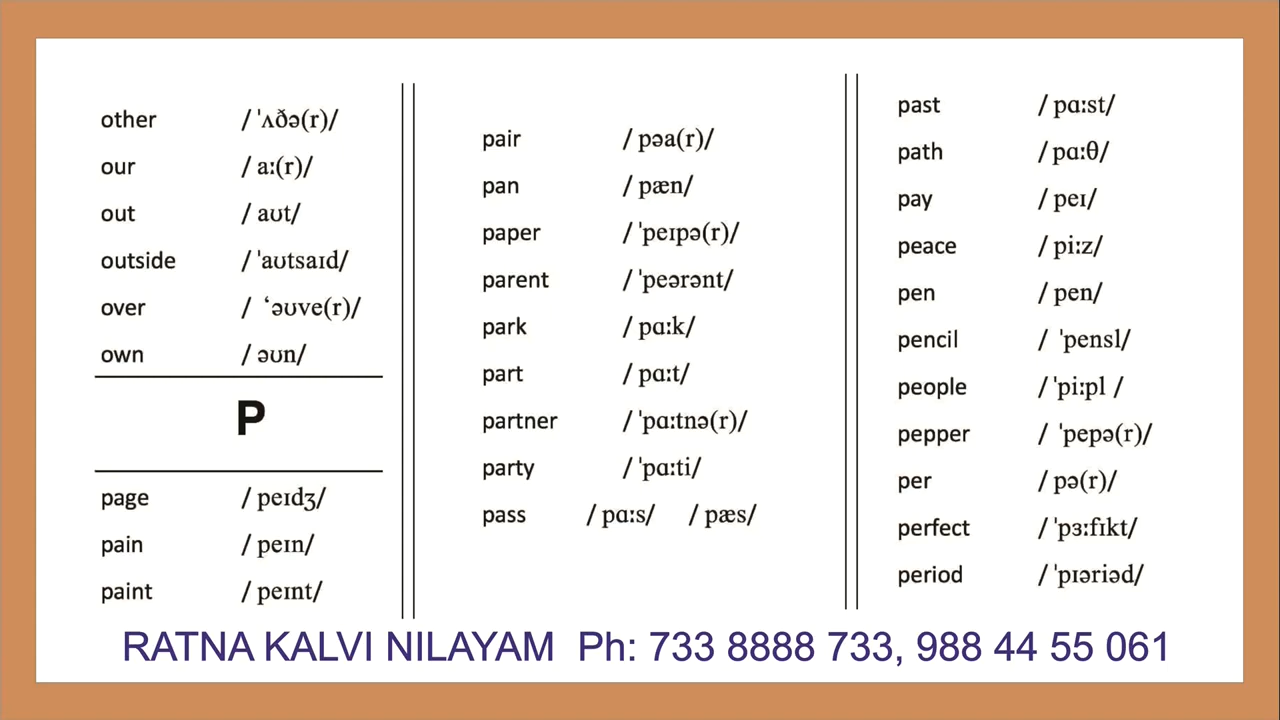 other / ˈʌðə(r)/
our / a:(r)/
out / aʊt/
outside / ˈaʊtsaɪd/
over / ‘əʊve(r)/
own / əʊn/
P
page / peɪdʒ/
pain / peɪn/
paint / peɪnt/
pair / pəa(r)/
pan / pæn/
paper / ˈpeɪpə(r)/
parent / ˈpeərənt/
park / pɑːk/
part / pɑːt/
partner / ˈpɑːtnə(r)/
party / ˈpɑːti/
pass / pɑːs/ / pæs/
past / pɑːst/
path / pɑːθ/
pay / peɪ/
peace / piːz/
pen / pen/
pencil / ˈpensl/
people / ˈpiːpl /
pepper / ˈpepə(r)/
per / pə(r)/
perfect / ˈpɜːfɪkt/
period / ˈpɪəriəd/
RATNA KALVI NILAYAM Ph: 733 8888 733, 988 44 55 061